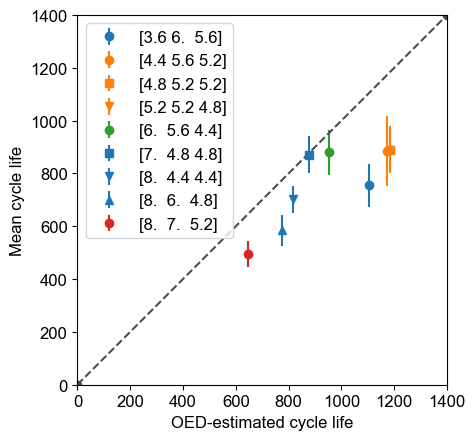 1400
1200
1000
800
600
400
200
0
Mean cycle life
[3.6 6.  5.6]
[4.4 5.6 5.2]
[4.8 5.2 5.2]
[5.2 5.2 4.8]
[6.  5.6 4.4]
[7.  4.8 4.8]
[8.  4.4 4.4]
[8.  6.  4.8]
[8.  7.  5.2]
0 200 400 600 800 1000 1200 1400
OED-estimated cycle life